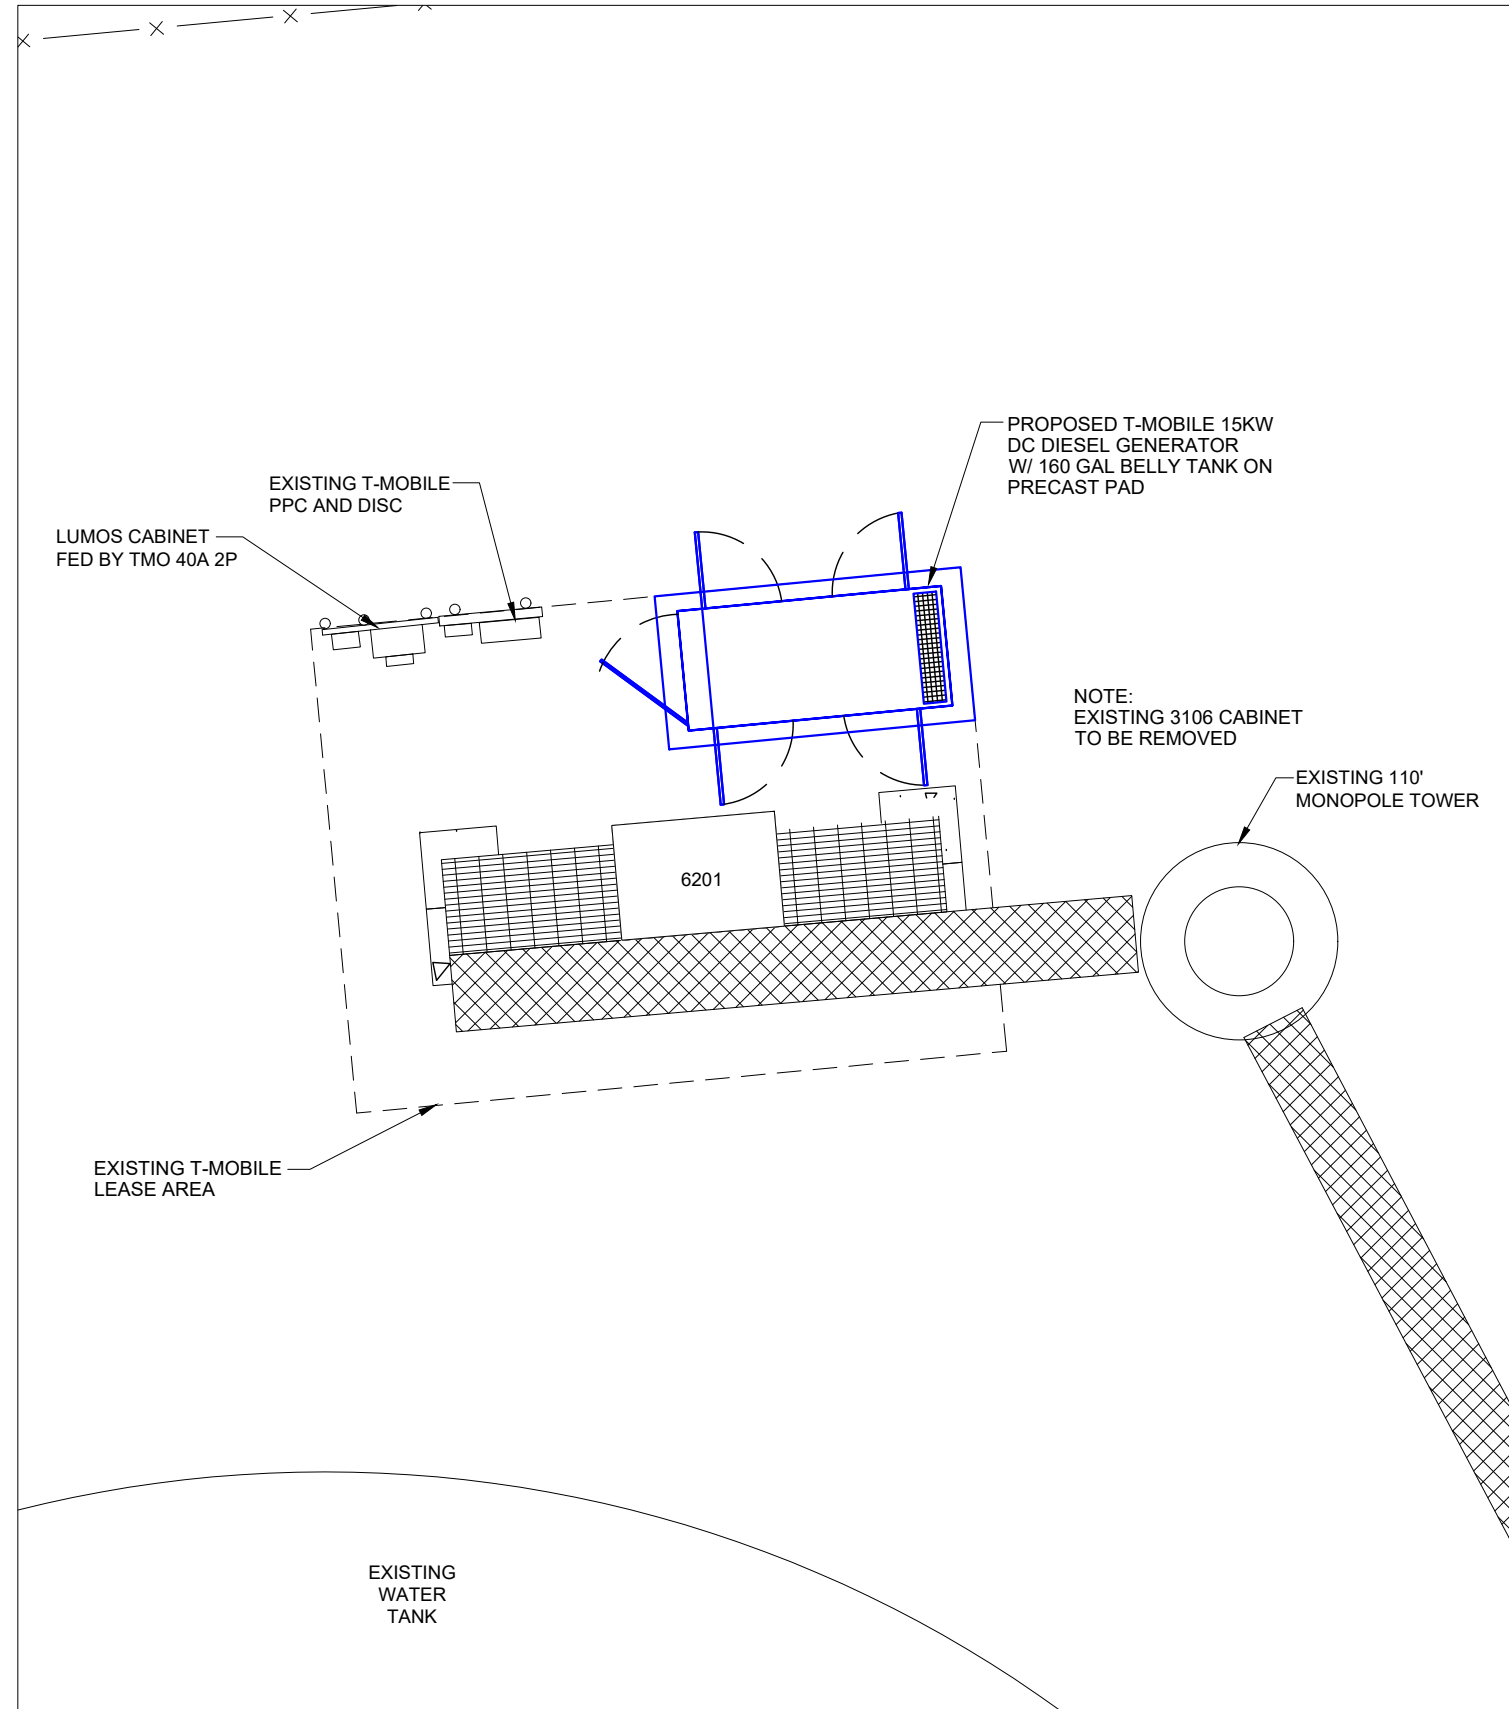 PROPOSED T-MOBILE 15KW
DC DIESEL GENERATOR
W/ 160 GAL BELLY TANK ON
PRECAST PAD
EXISTING T-MOBILE
PPC AND DISC
LUMOS CABINET
FED BY TMO 40A 2P
NOTE:
EXISTING 3106 CABINET
TO BE REMOVED
EXISTING 110'
MONOPOLE TOWER
6201
EXISTING T-MOBILE
LEASE AREA
EXISTING
WATER
TANK